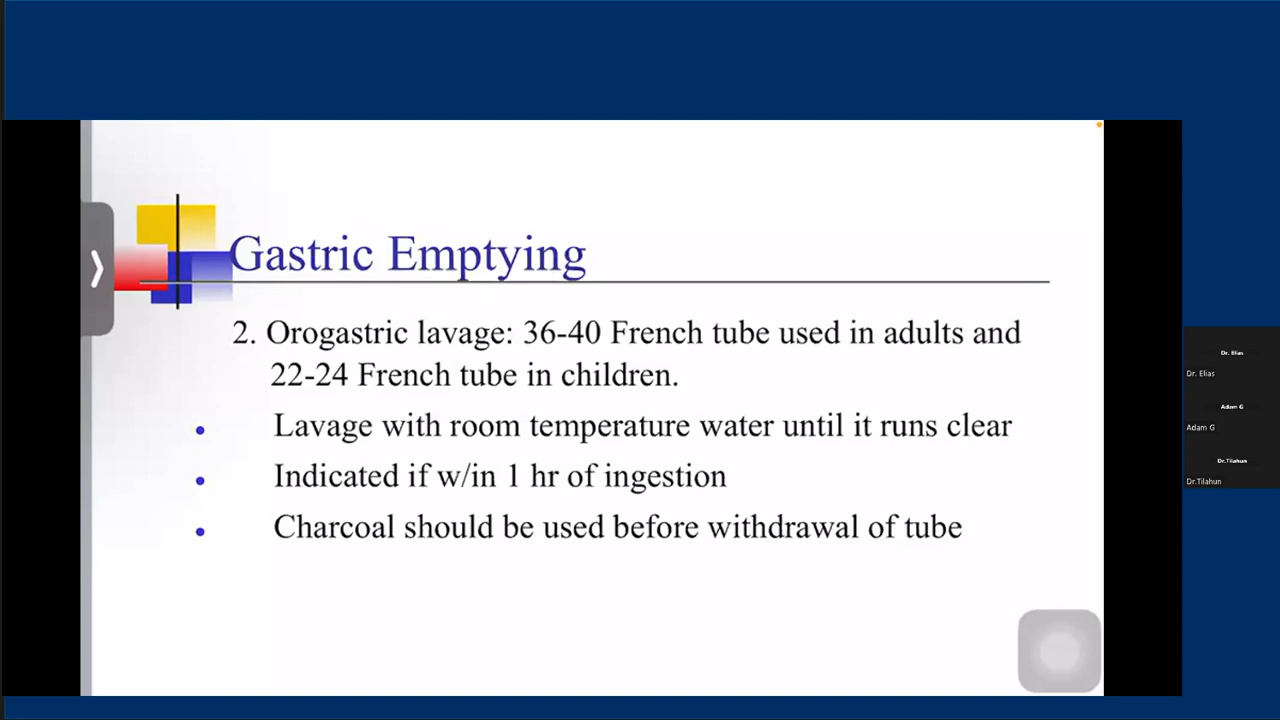 Gastric Emptying
2. Orogastric lavage: 36-40 French tube used in adults and
22-24 French tube in children.
Lavage with room temperature water until it runs clear
Indicated if w/in 1 hr of ingestion
Charcoal should be used before withdrawal of tube
Dr. Elias
Dr. Elias
Adam G
Adam G
Dr.Tilahun
Dr.Tilahun